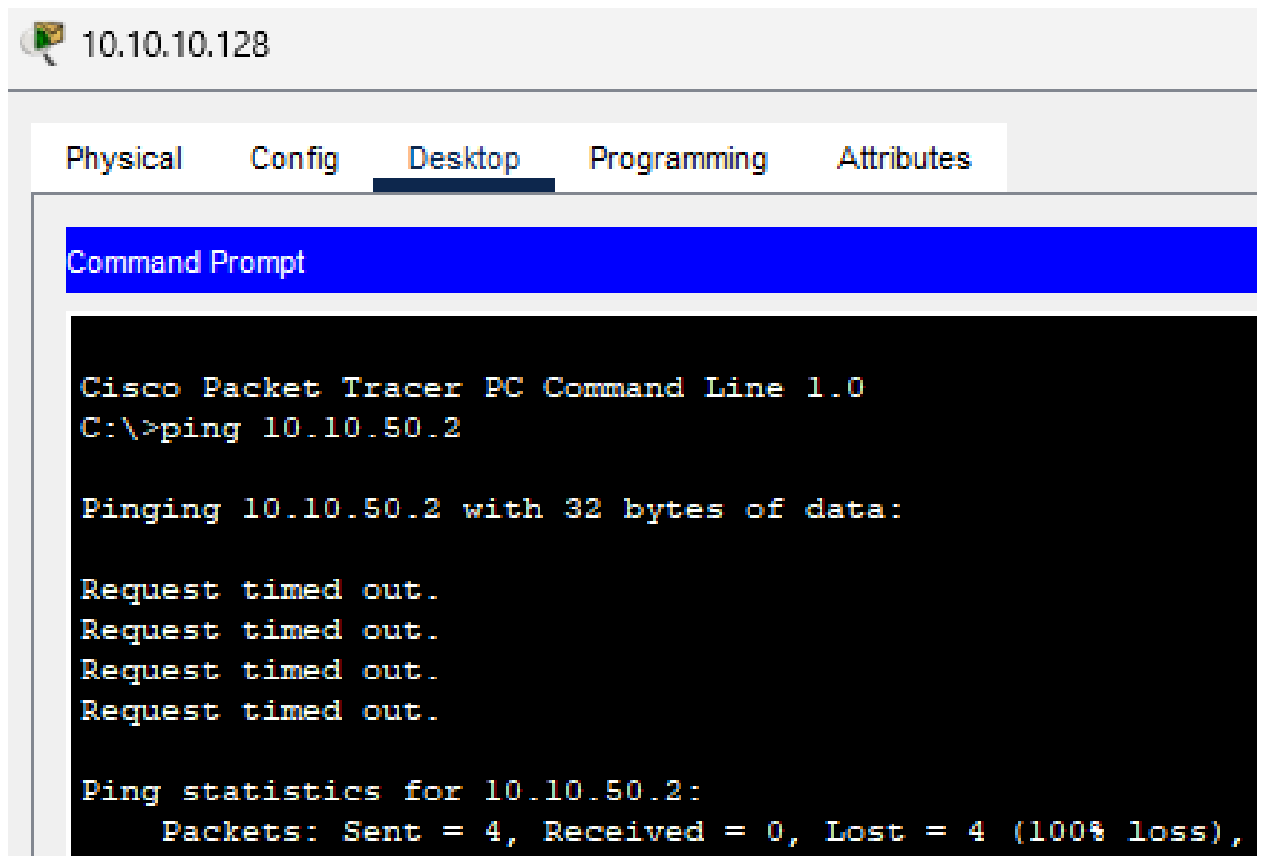 10.10.10.128
Physical Config Desktop Programming Attributes
Command Prompt
Cisco Packet Tracer PC Command Line 1.0
C:\>ping 10.10.50.2
Pinging 10.10.50.2 with 32 bytes of data:
Request timed out.
Request timed out.
Request timed out.
Request timed out.
Ping statistics for 10.10.50.2:
Packets: Sent = 4, Received = 0, Lost = 4 (100% loss),